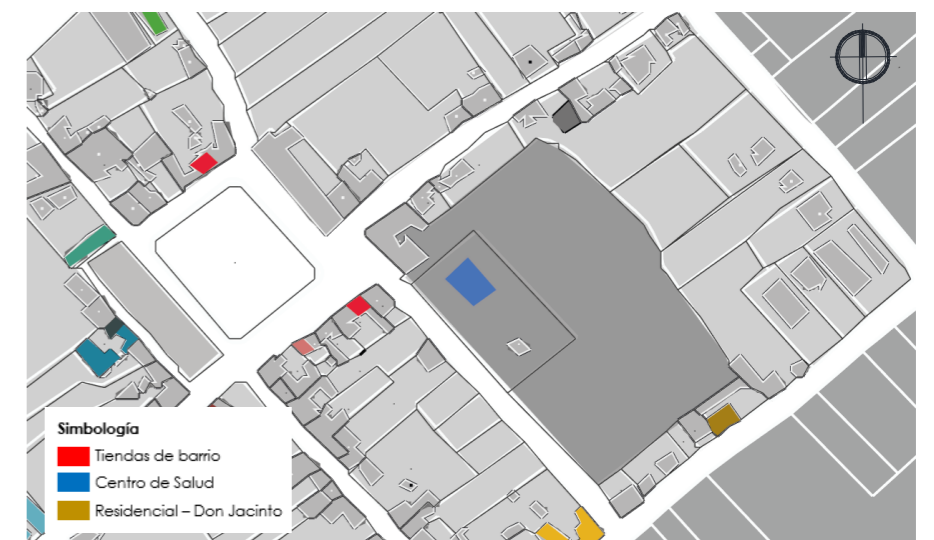 Simbología
Tiendas de barrio
Centro de Salud
Residencial – Don Jacinto